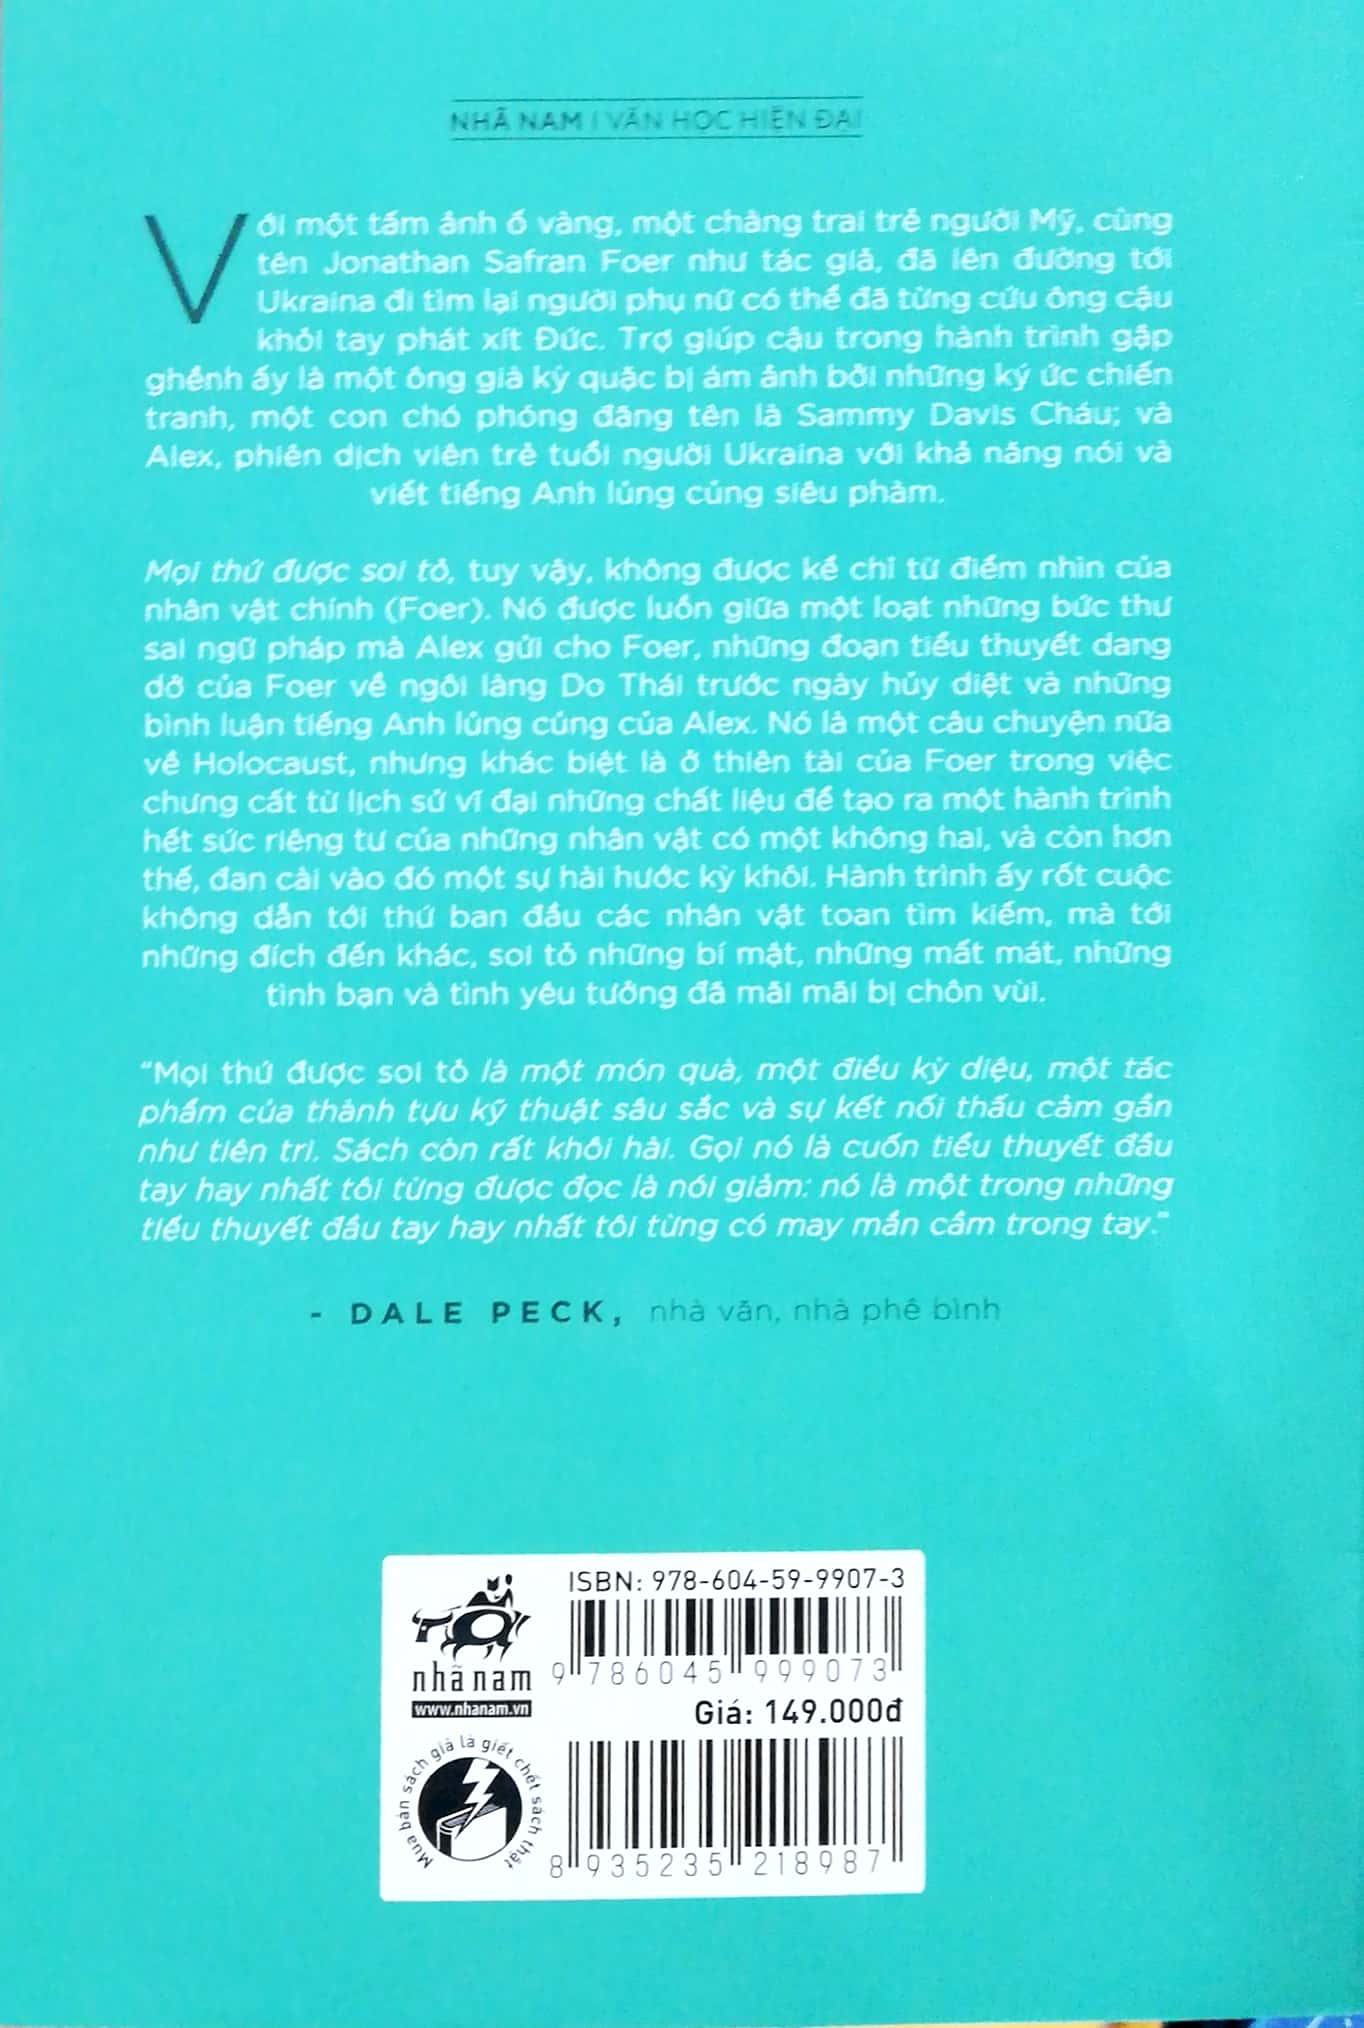 NHÃ NAM | VĂN HỌC HIỆN ĐẠI
Với một tấm ảnh ố vàng, một chàng trai trẻ người Mỹ, cùng
tên Jonathan Safran Foer như tác giả, đã lên đường tới
Ukraina đi tìm lại người phụ nữ có thể đã từng cứu ông cậu
khỏi tay phát xít Đức. Trợ giúp cậu trong hành trình gập
ghềnh ấy là một ông già kỳ quặc bị ám ảnh bởi những ký ức chiến
tranh, một con chó phóng đãng tên là Sammy Davis Cháu; và
Alex, phiên dịch viên trẻ tuổi người Ukraina với khả năng nói và
viết tiếng Anh lủng củng siêu phàm.
Mọi thứ được soi tỏ, tuy vậy, không được kể chỉ từ điểm nhìn của
nhân vật chính (Foer). Nó được luồn giữa một loạt những bức thư
sai ngữ pháp mà Alex gửi cho Foer, những đoạn tiểu thuyết dang
dở của Foer về ngôi làng Do Thái trước ngày hủy diệt và những
bình luận tiếng Anh lủng củng của Alex. Nó là một câu chuyện nữa
về Holocaust, nhưng khác biệt là ở thiên tài của Foer trong việc
chưng cất từ lịch sử vĩ đại những chất liệu để tạo ra một hành trình
hết sức riêng tư của những nhân vật có một không hai, và còn hơn
thế, đan cài vào đó một sự hài hước kỳ khôi. Hành trình ấy rốt cuộc
không dẫn tới thứ ban đầu các nhân vật toan tìm kiếm, mà tới
những đích đến khác, soi tỏ những bí mật, những mất mát, những
tình bạn và tình yêu tưởng đã mãi mãi bị chôn vùi.
“Mọi thứ được soi tỏ là một món quà, một điều kỳ diệu, một tác
phẩm của thành tựu kỹ thuật sâu sắc và sự kết nối thấu cảm gần
như tiên tri. Sách còn rất khôi hài. Gọi nó là cuốn tiểu thuyết đầu
tay hay nhất tôi từng được đọc là nói giảm: nó là một trong những
tiểu thuyết đầu tay hay nhất tôi từng có may mắn cầm trong tay.”
- DALE PECK, nhà văn, nhà phê bình
ISBN: 978-604-59-9907-3
9 786045 999073
nhã nam
www.nhanam.vn
Giá: 149.000đ
Mua bán sách giả là giết chết sách thật
8 935235 218987